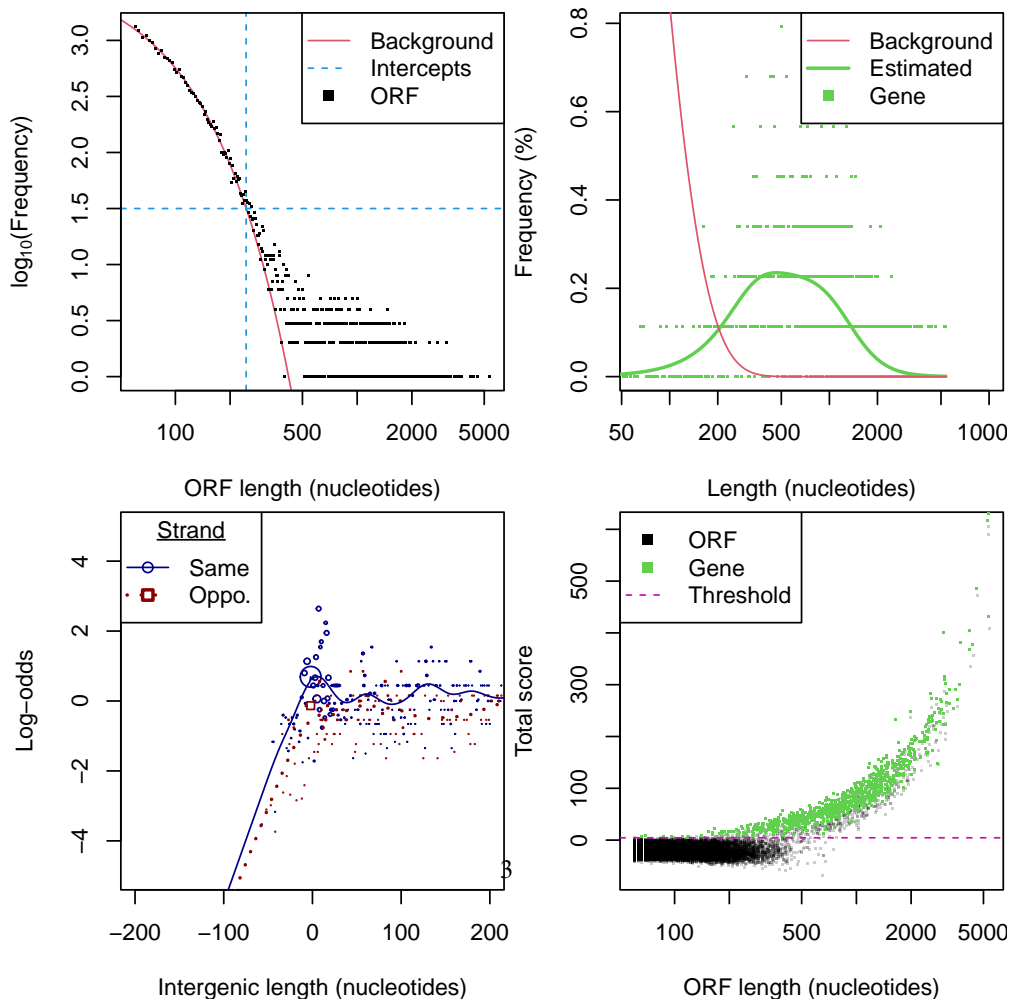 log10(Frequency)
3.0
2.5
2.0
1.5
1.0
0.5
0.0
Background
Intercepts
ORF
100
500
2000
5000
ORF length (nucleotides)
Frequency (%)
0.8
0.6
0.4
0.2
0.0
Background
Estimated
Gene
50
200
500
2000
1000
Length (nucleotides)
Log−odds
4
2
0
−2
−4
Strand
Same
Oppo.
−200
−100
0
100
200
3
Intergenic length (nucleotides)
Total score
500
300
100
0
ORF
Gene
Threshold
100
500
2000
5000
ORF length (nucleotides)